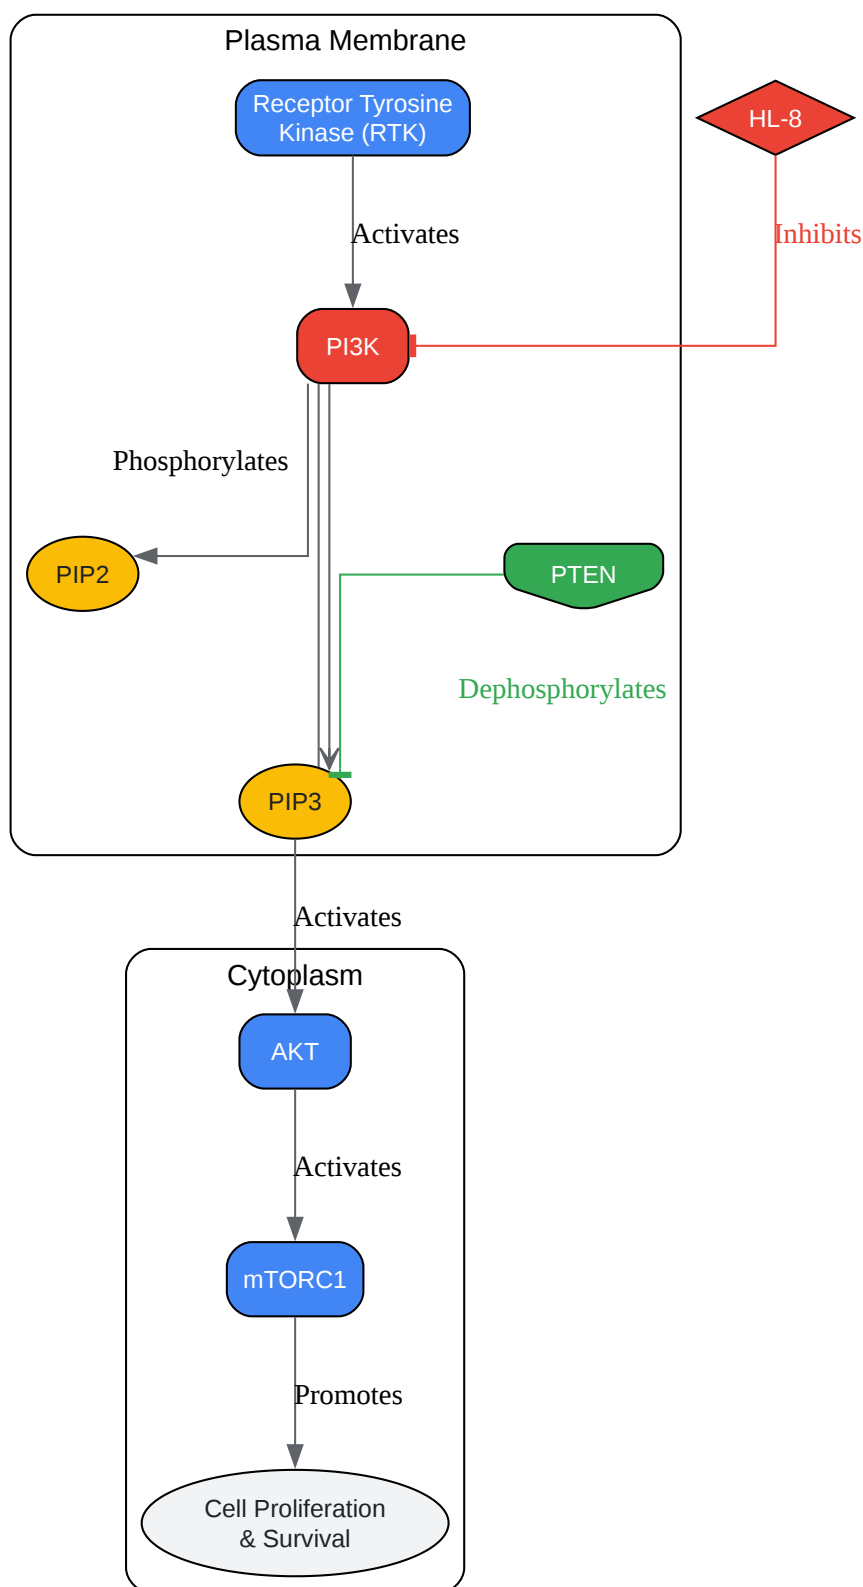 Plasma Membrane
Receptor Tyrosine
Kinase (RTK)
HL-8
Activates
Inhibits
PI3K
Phosphorylates
PIP2
PTEN
Dephosphorylates
PIP3
Activates
Cytoplasm
AKT
Activates
mTORC1
Promotes
Cell Proliferation
& Survival